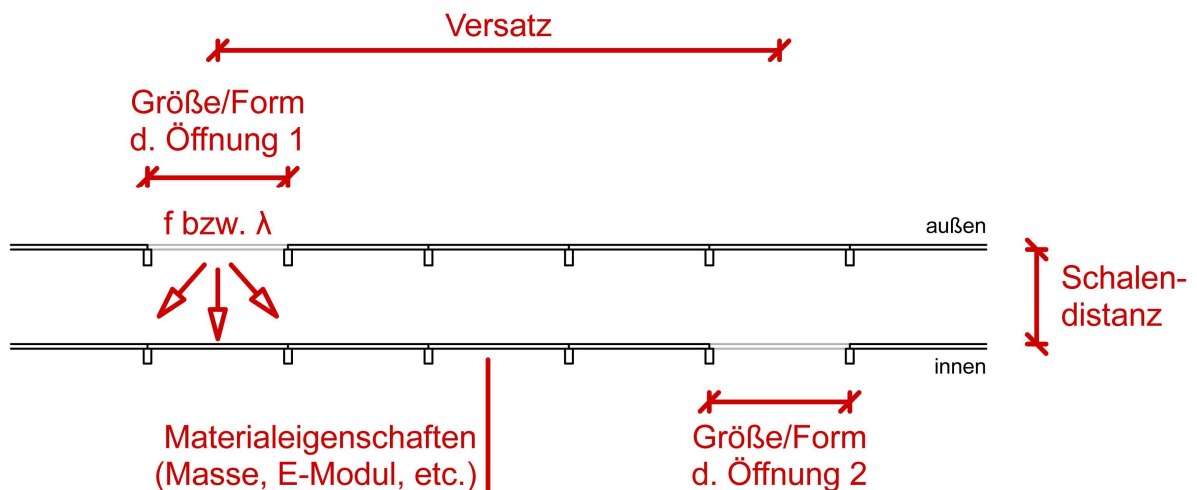 Versatz
Größe/Form
d. Öffnung 1
f bzw. λ
außen
Schalen-
distanz
innen
Materialeigenschaften
(Masse, E-Modul, etc.)
Größe/Form
d. Öffnung 2